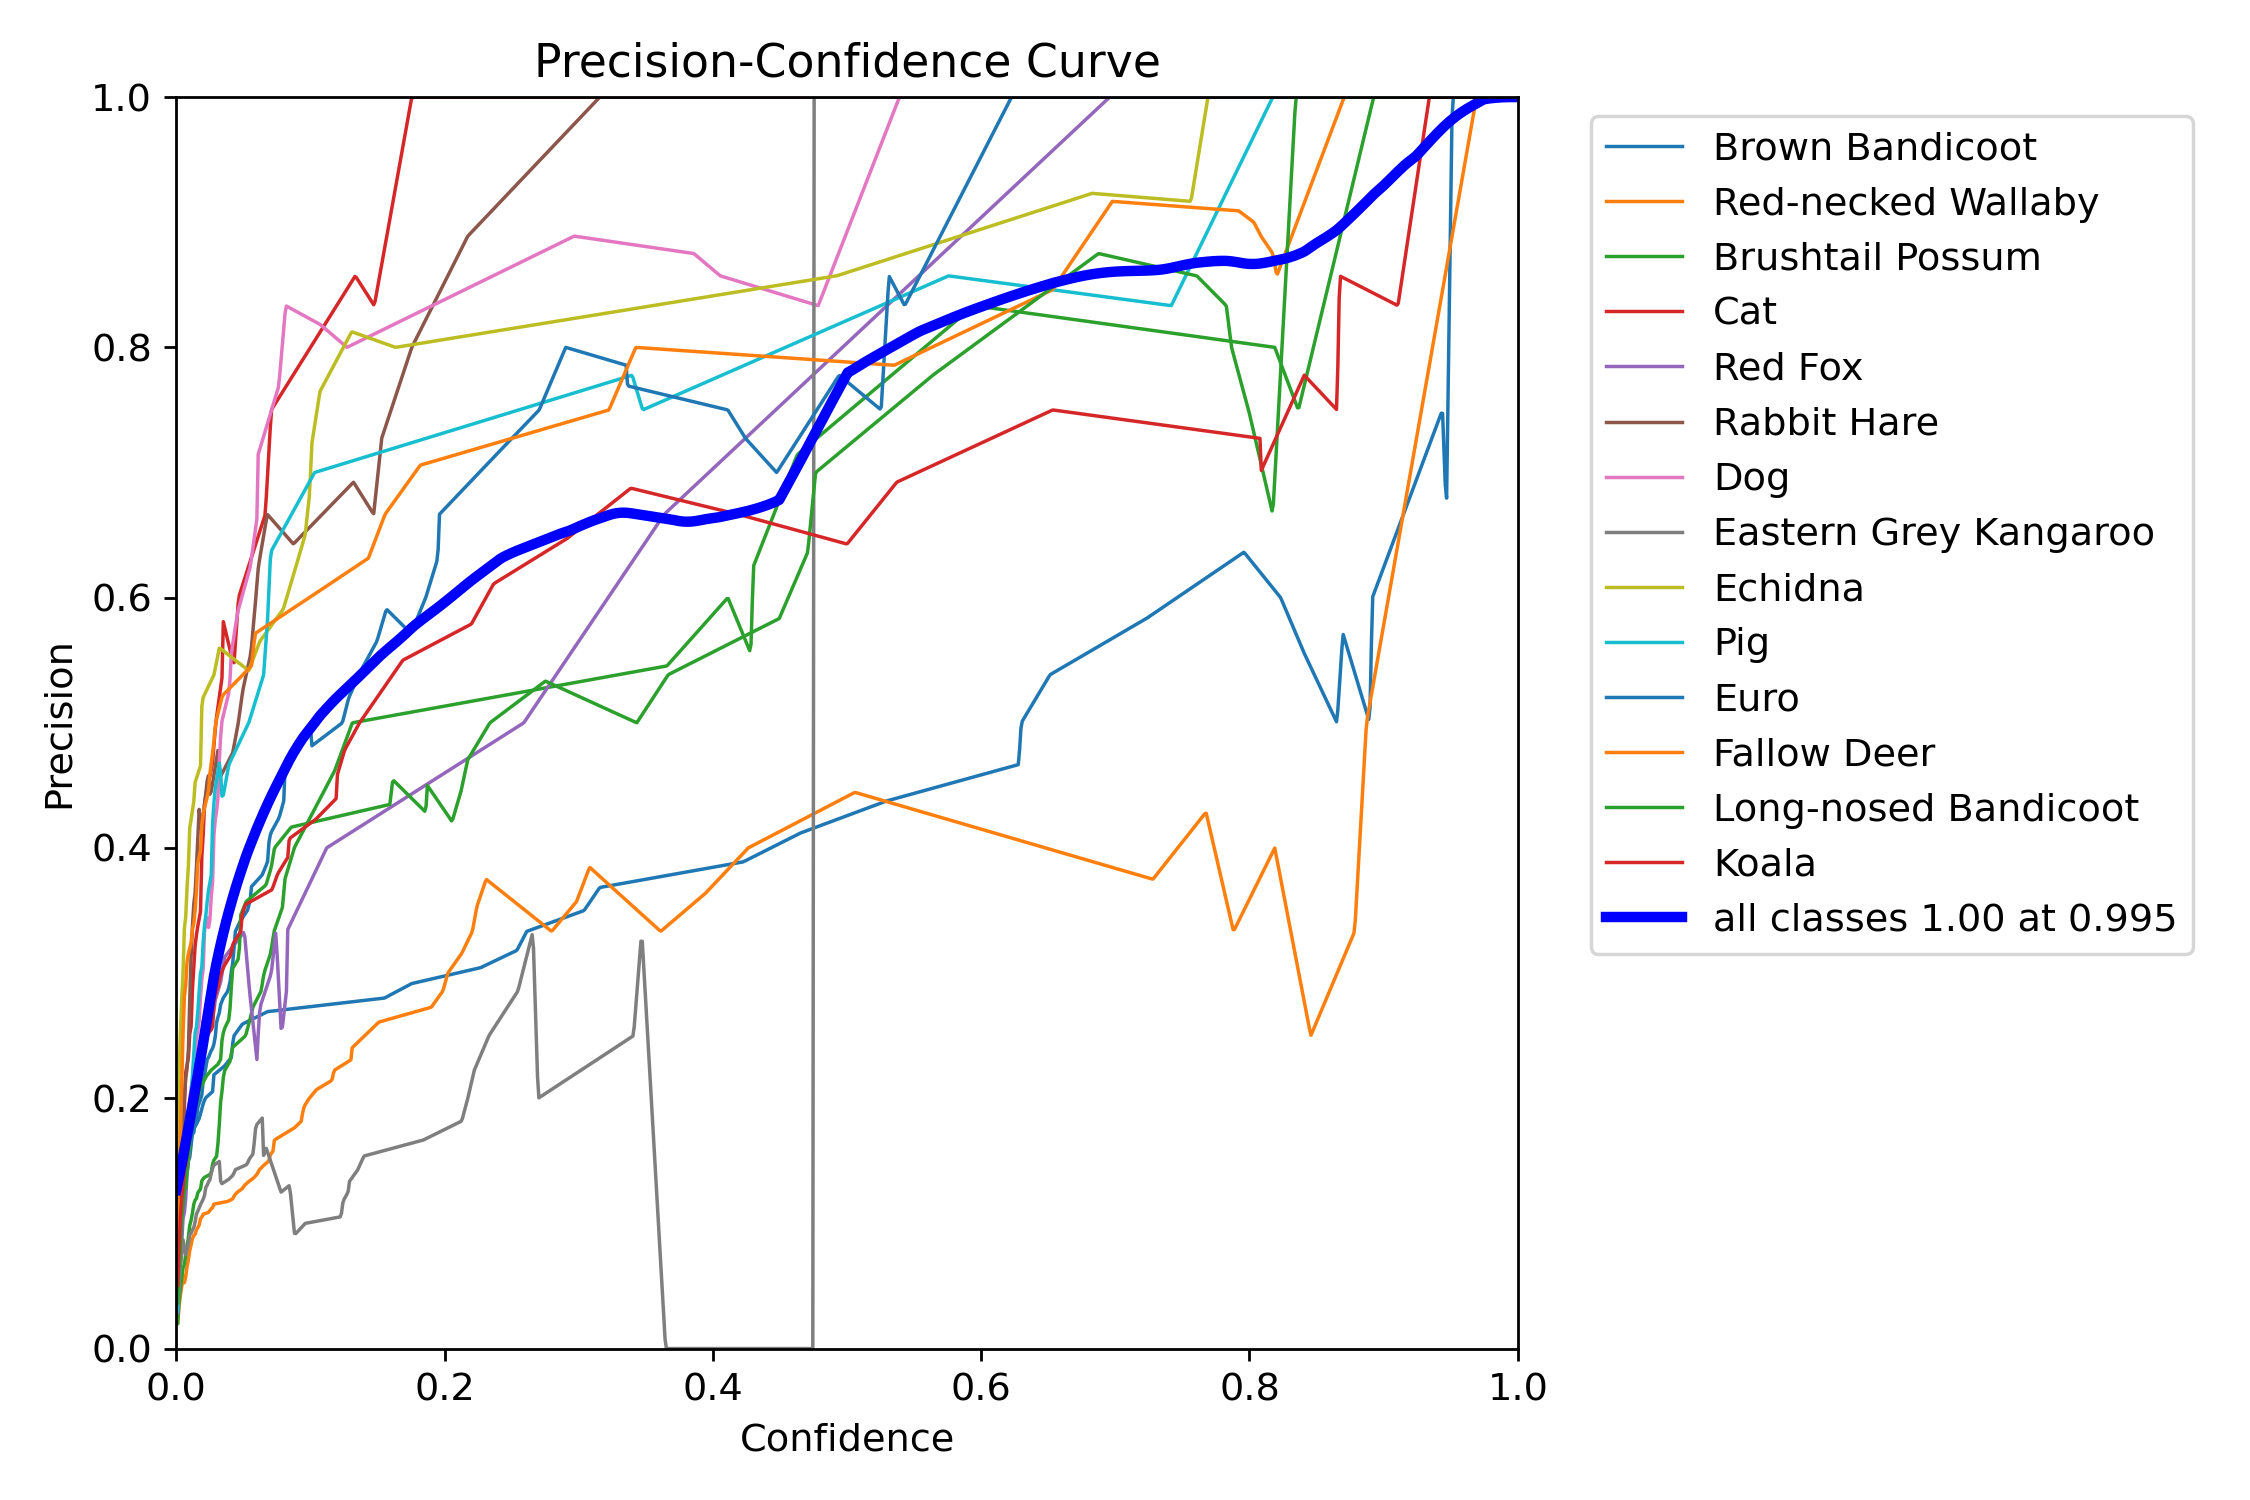 Precision-Confidence Curve
1.0
0.8
0.6
0.4
0.2
0.0
Precision
0.0 0.2 0.4 0.6 0.8 1.0
Confidence
Brown Bandicoot
Red-necked Wallaby
Brushtail Possum
Cat
Red Fox
Rabbit Hare
Dog
Eastern Grey Kangaroo
Echidna
Pig
Euro
Fallow Deer
Long-nosed Bandicoot
Koala
all classes 1.00 at 0.995